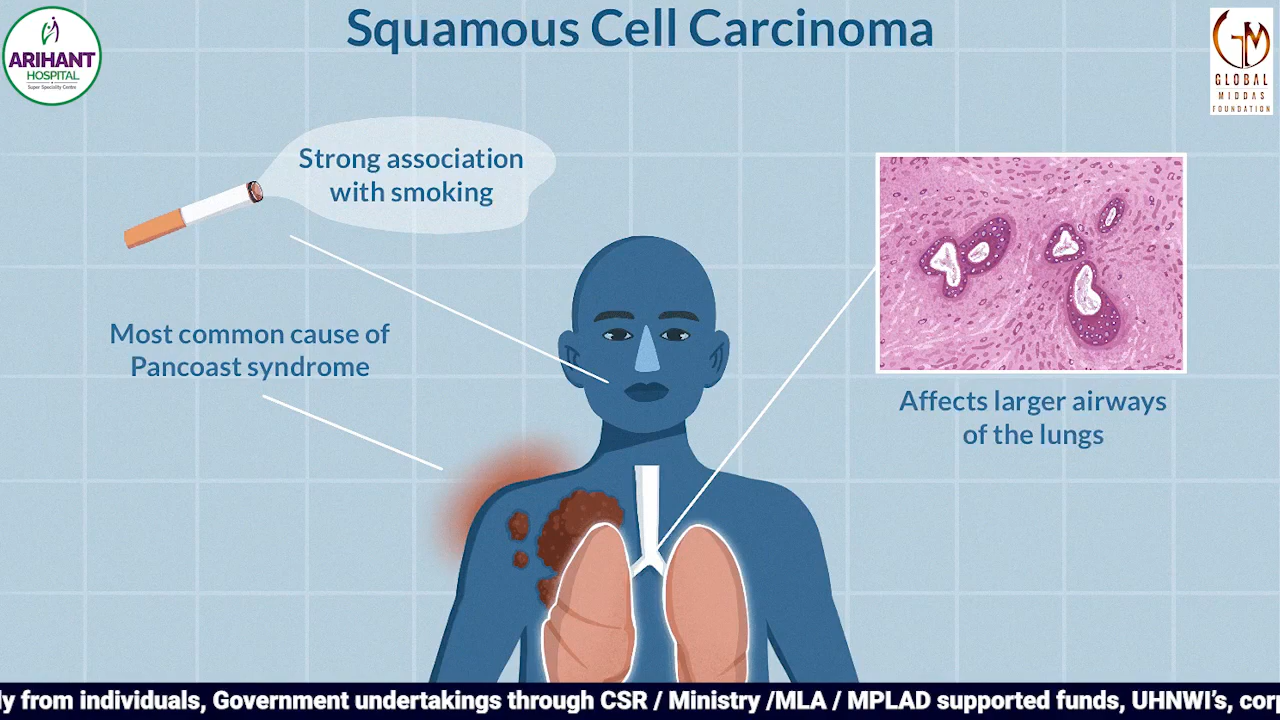 Squamous Cell Carcinoma
ARIHANT
HOSPITAL
Super Speciality Centre
GM
GLOBAL
MIDDAS
FOUNDATION
Strong association
with smoking
Most common cause of
Pancoast syndrome
Affects larger airways
of the lungs
ly from individuals, Government undertakings through CSR / Ministry /MLA / MPLAD supported funds, UHNWI's, corp